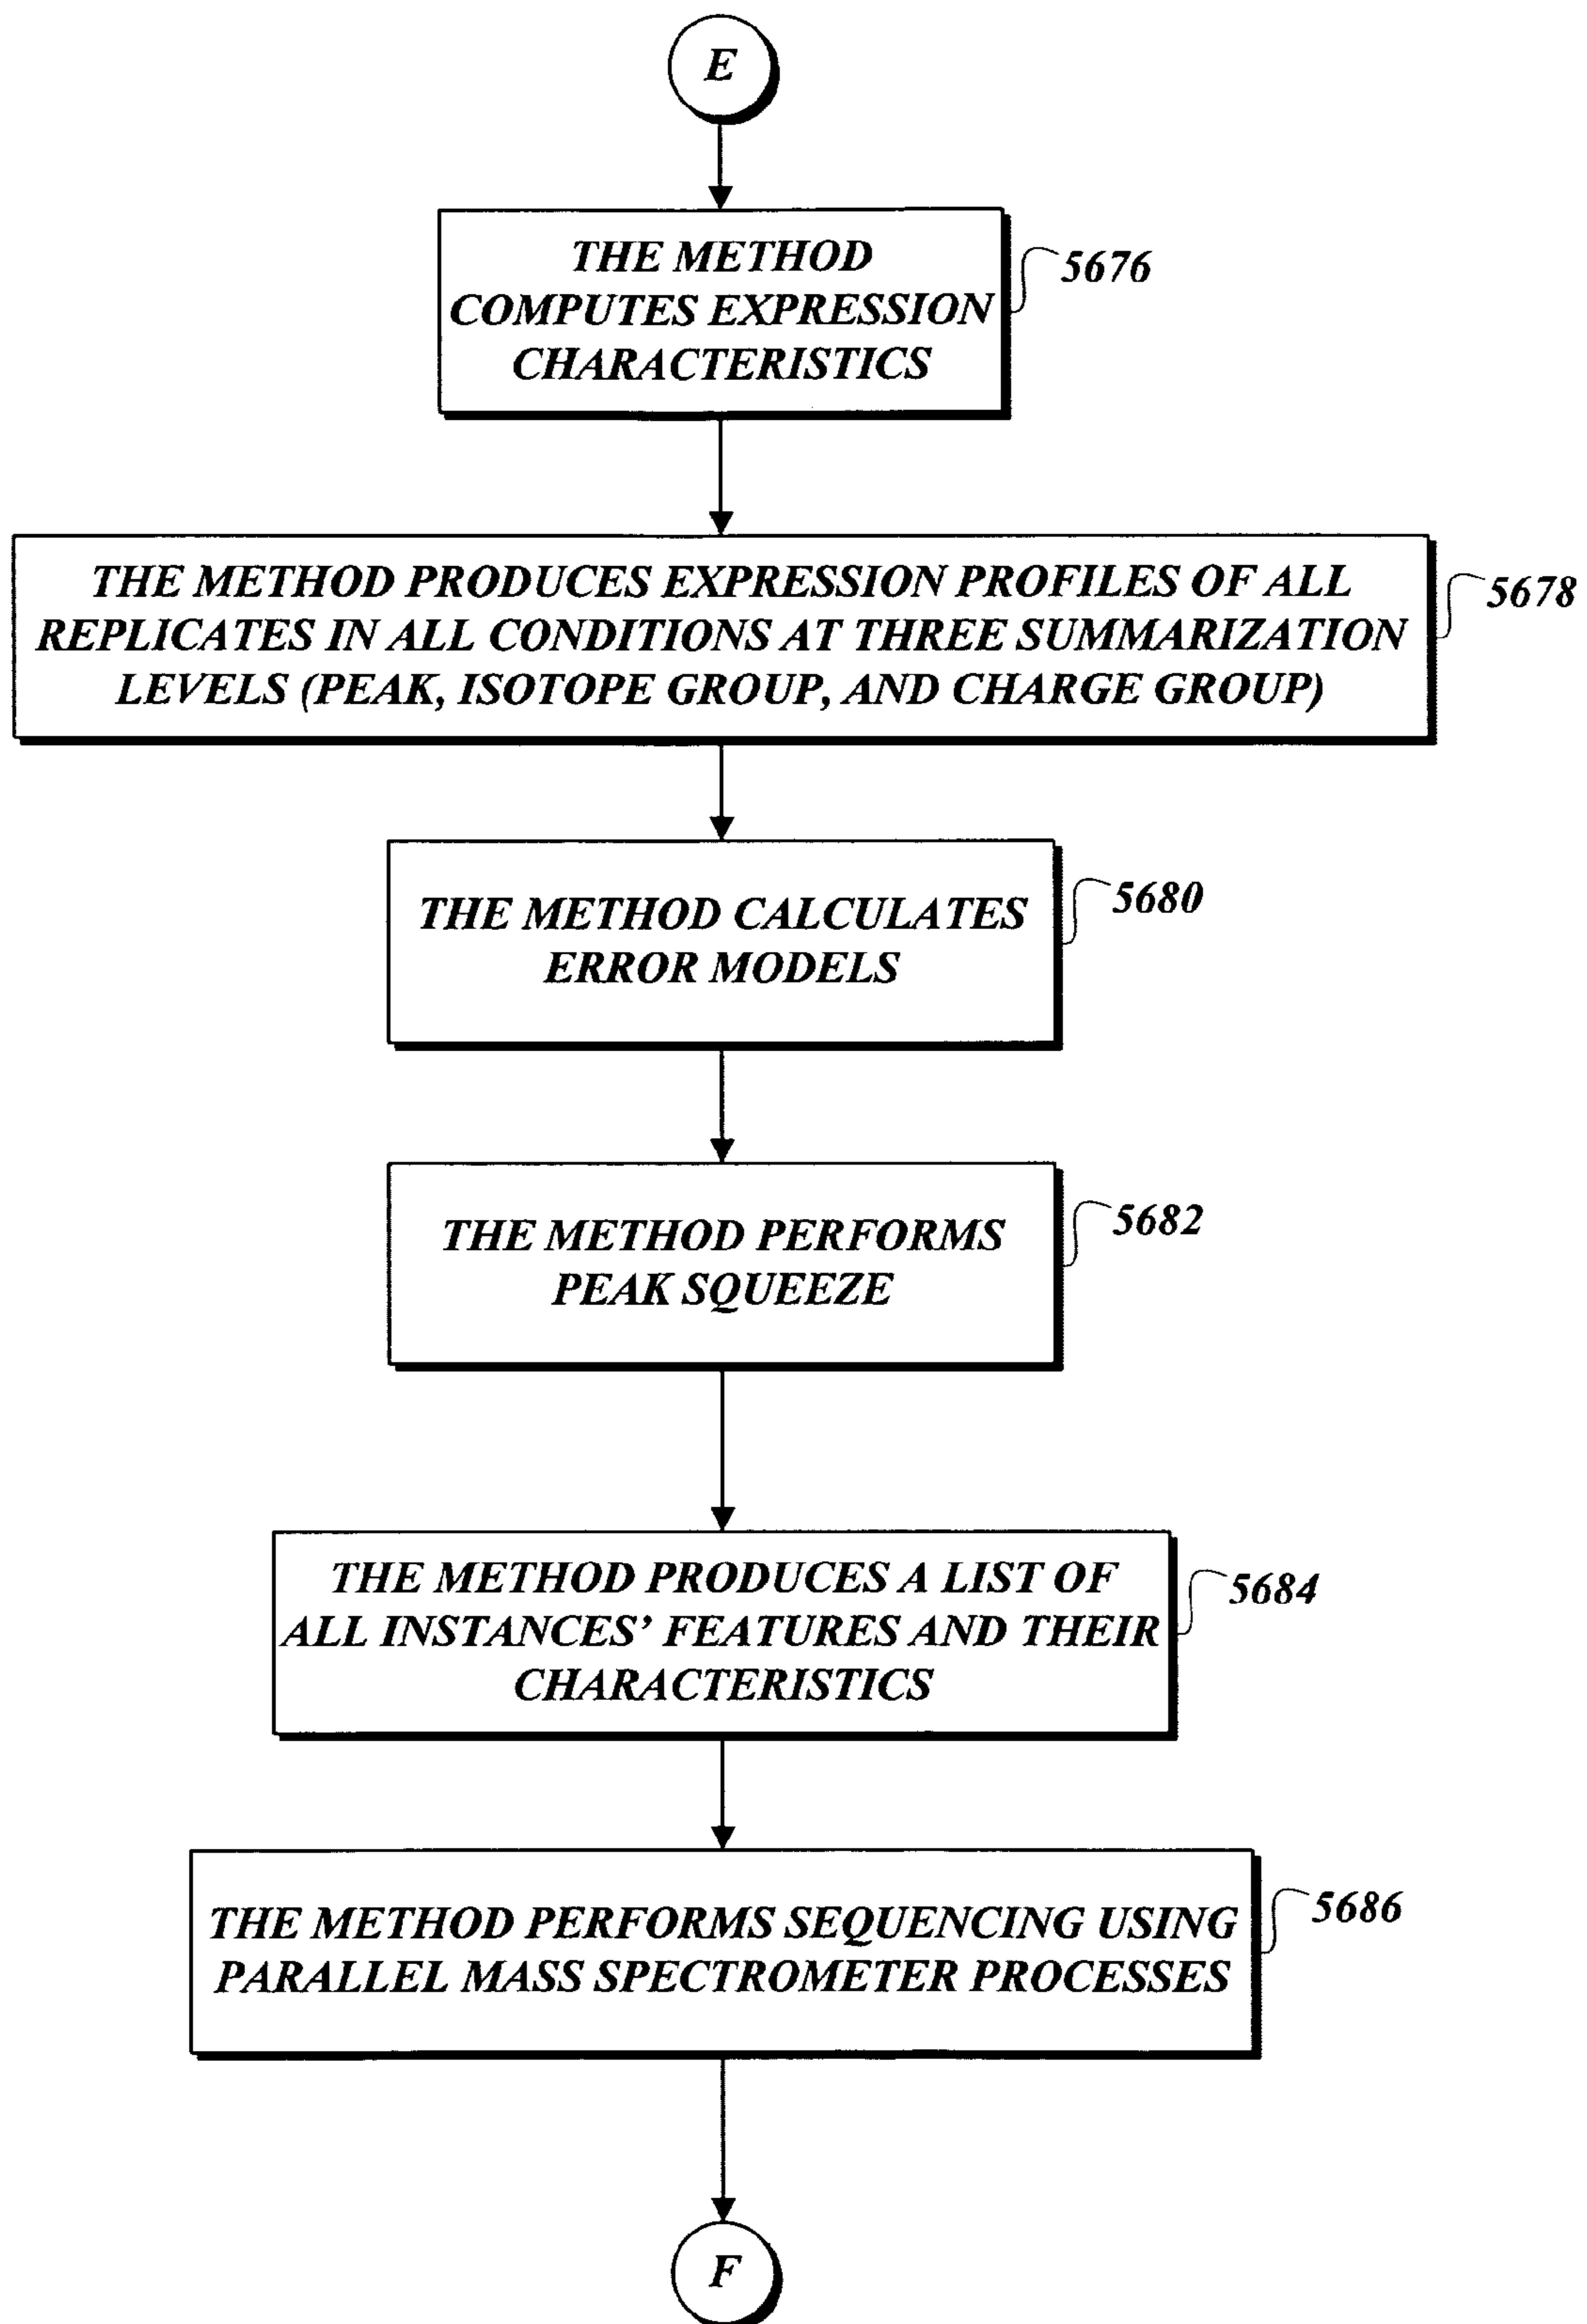 E
THE METHOD
COMPUTES EXPRESSION
CHARACTERISTICS
5676
THE METHOD PRODUCES EXPRESSION PROFILES OF ALL
REPLICATES IN ALL CONDITIONS AT THREE SUMMARIZATION
LEVELS (PEAK, ISOTOPE GROUP, AND CHARGE GROUP)
5678
THE METHOD CALCULATES
ERROR MODELS
5680
THE METHOD PERFORMS
PEAK SQUEEZE
5682
THE METHOD PRODUCES A LIST OF
ALL INSTANCES’ FEATURES AND THEIR
CHARACTERISTICS
5684
THE METHOD PERFORMS SEQUENCING USING
PARALLEL MASS SPECTROMETER PROCESSES
5686
F